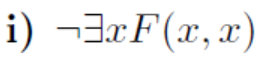 i) ¬∃xF(x, x)